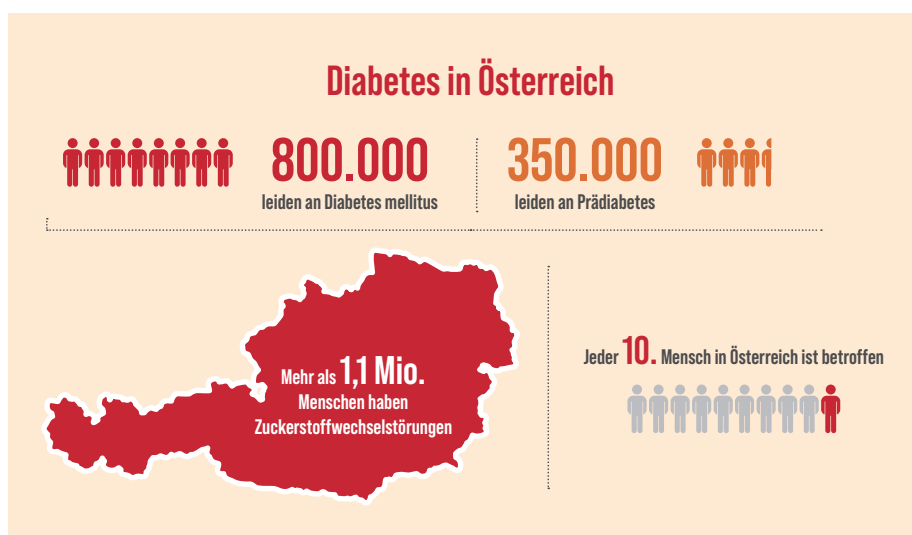 Diabetes in Österreich
800.000
leiden an Diabetes mellitus
350.000
leiden an Prädiabetes
Mehr als 1,1 Mio.
Menschen haben
Zuckerstoffwechselstörungen
Jeder 10. Mensch in Österreich ist betroffen